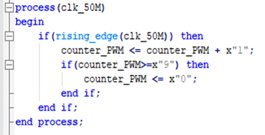 process(clk_50M)
begin
if(rising_edge(clk_50M)) then
counter_PWM <= counter_PWM + x"1";
if(counter_PWM>=x"9") then
counter_PWM <= x"0";
end if;
end if;
end process;